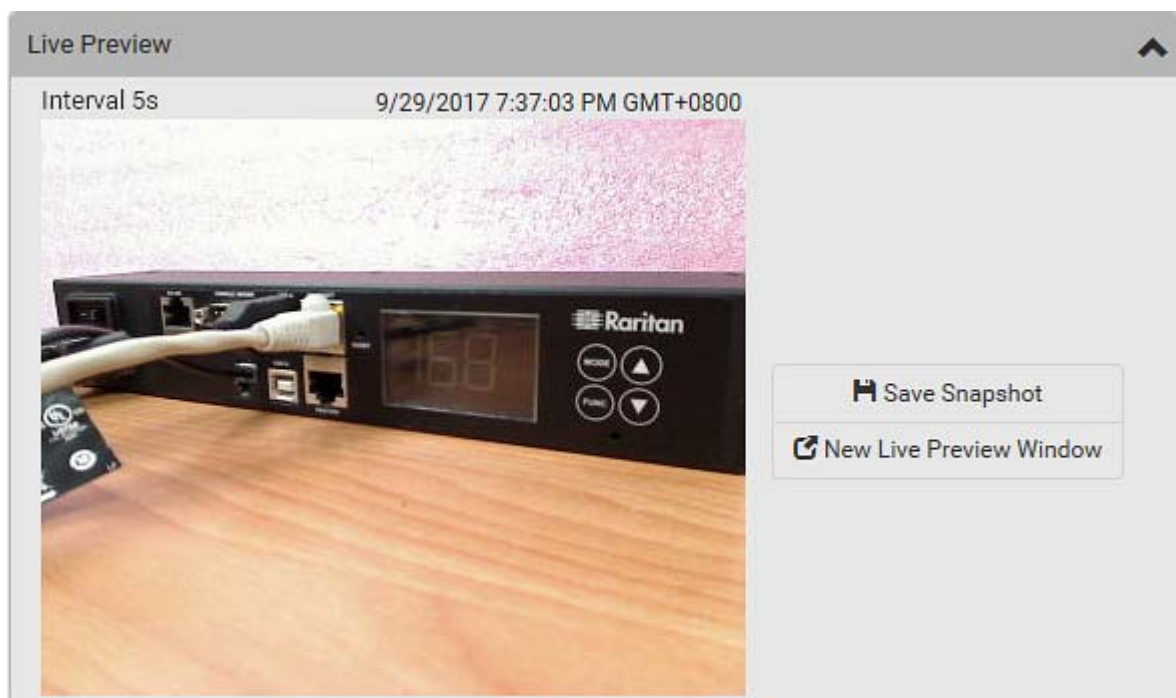 Live Preview
Interval 5s
9/29/2017 7:37:03 PM GMT+0800
Raritan
MODE
FUNC
Save Snapshot
New Live Preview Window